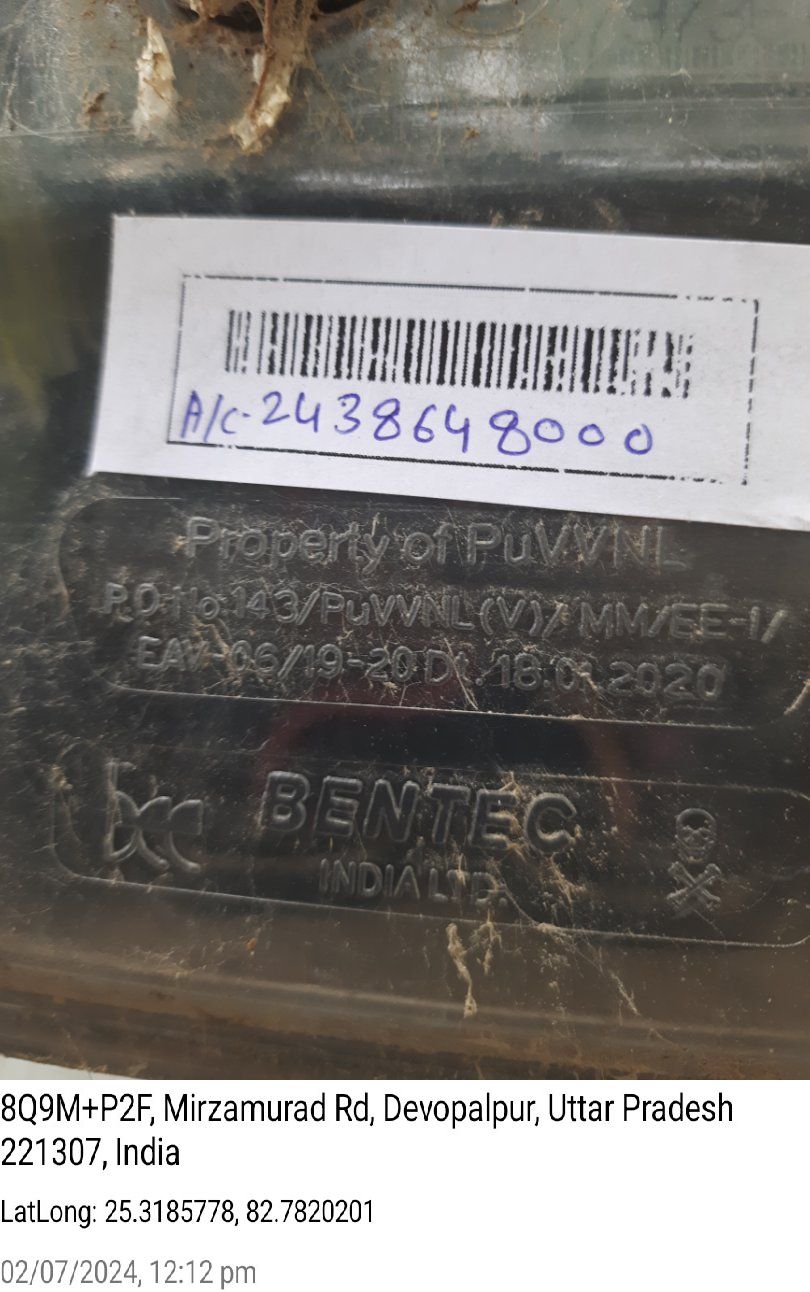 A/c-2438648000
Property of PuVVNL
P.O No.143/PuVVNL(V)/MM/EE-I/
EAV-06/19-20 Dt.18.01.2020
BENTEC
INDIA LTD.
8Q9M+P2F, Mirzamurad Rd, Devopalpur, Uttar Pradesh
221307, India
LatLong: 25.3185778, 82.7820201
02/07/2024, 12:12 pm